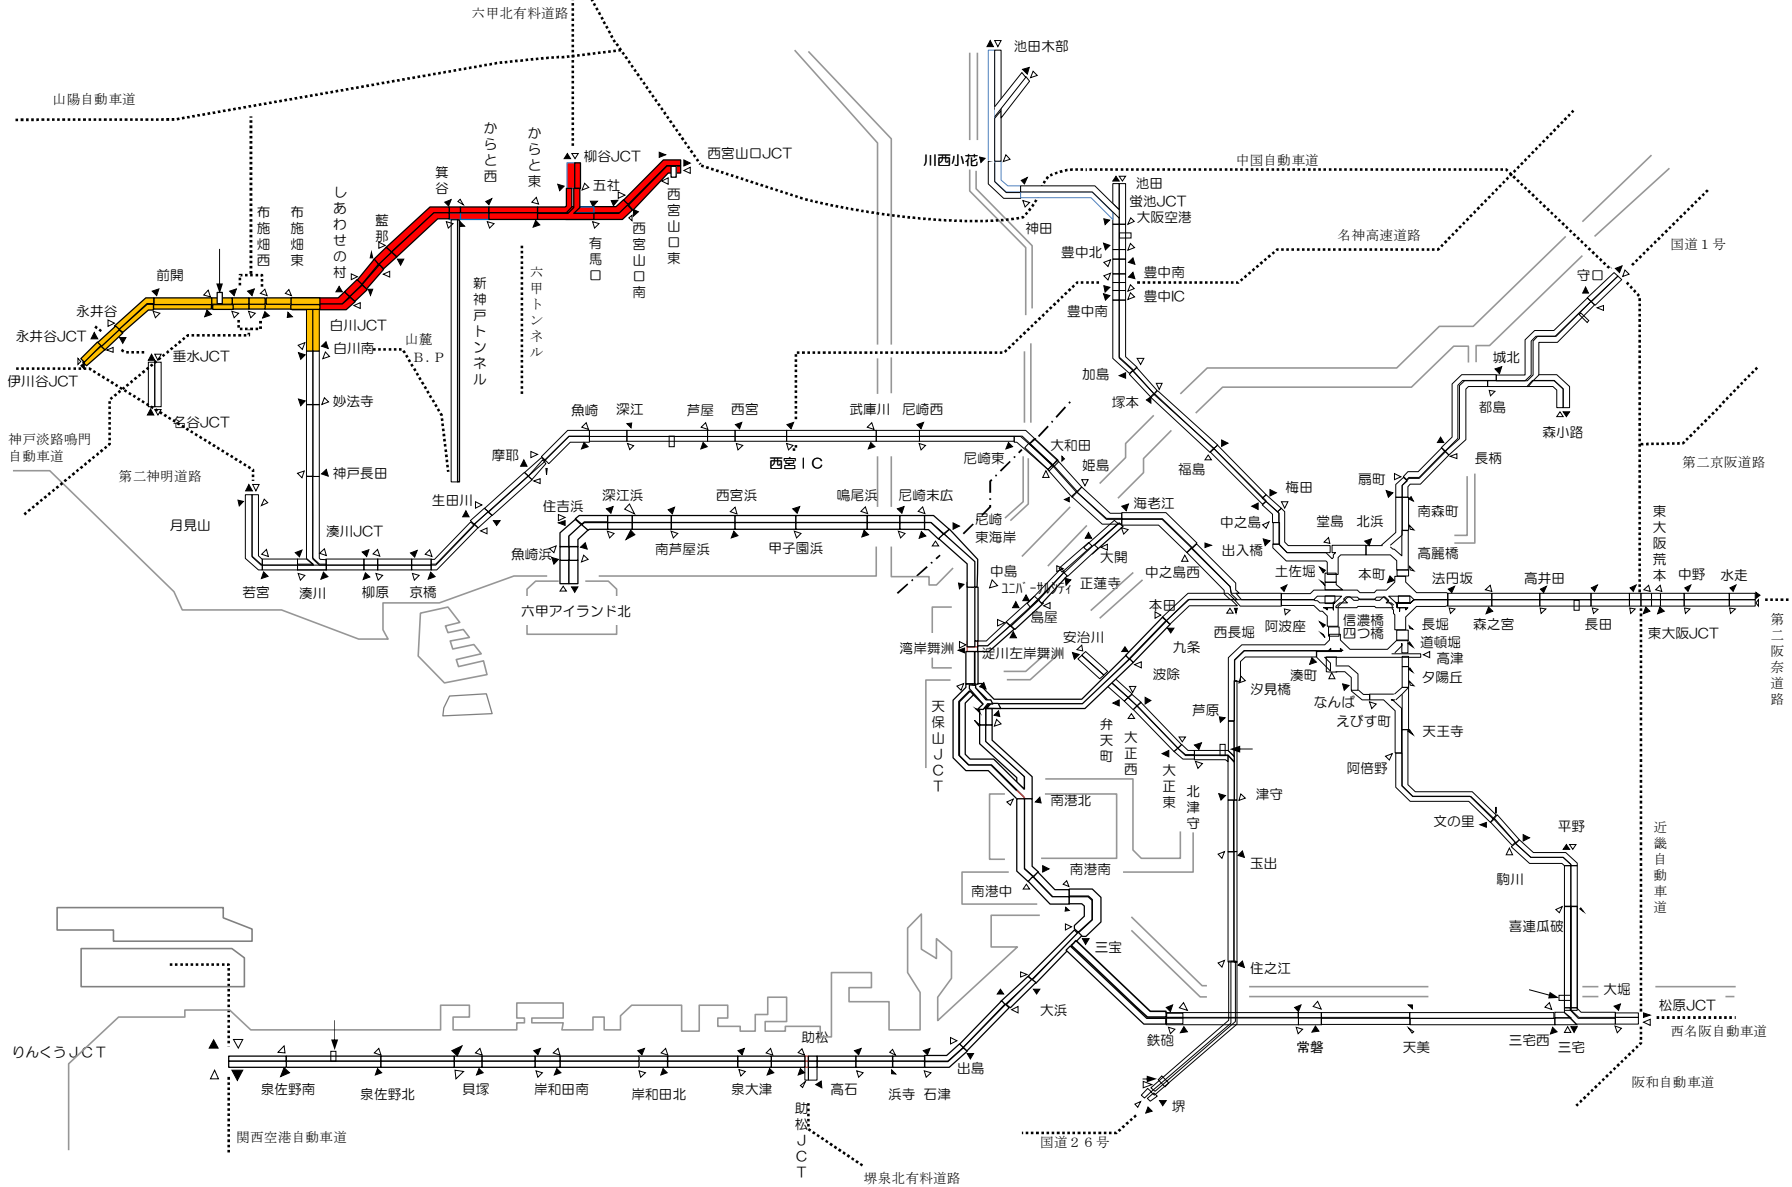 六甲北有料道路
池田木部
山陽自動車道
からと西
からと東
柳谷JCT
西宮山口JCT
川西小花
中国自動車道
箕谷
五社
池田
しあわせの村
藍那
西宮山口東
蛍池JCT
大阪空港
布施畑西
布施畑東
有馬口
西宮山口南
神田
名神高速道路
国道1号
豊中北
前開
新神戸トンネル
六甲トンネル
豊中南
守口
豊中IC
豊中南
永井谷
白川JCT
永井谷JCT
山麓
B.P
白川南
垂水JCT
城北
伊川谷JCT
加島
妙法寺
塚本
都島
名谷JCT
魚崎
深江
芦屋
西宮
武庫川
尼崎西
森小路
神戸淡路鳴門
自動車道
大和田
摩耶
尼崎東
姫島
長柄
西宮IC
福島
第二京阪道路
第二神明道路
神戸長田
扇町
梅田
生田川
住吉浜
深江浜
西宮浜
鳴尾浜
尼崎末広
海老江
南森町
東大阪荒本
月見山
湊川JCT
尼崎
東海岸
中之島
堂島
北浜
魚崎浜
南芦屋浜
甲子園浜
大開
出入橋
高麗橋
中島
中之島西
土佐堀
本町
法円坂
高井田
中野
水走
若宮
湊川
柳原
京橋
ユニバーサルシティ
正蓮寺
六甲アイランド北
島屋
本田
第二阪奈道路
西長堀
阿波座
信濃橋
四つ橋
長堀
森之宮
長田
東大阪JCT
安治川
湾岸舞洲
淀川左岸舞洲
九条
道頓堀
高津
波除
湊町
夕陽丘
汐見橋
天保山JCT
なんば
芦原
えびす町
弁天町
大正西
天王寺
大正東
阿倍野
北津守
南港北
津守
文の里
平野
近畿自動車道
玉出
南港中
南港南
駒川
喜連瓜破
三宝
住之江
大堀
大浜
松原JCT
りんくうJCT
助松
鉄砲
常磐
天美
三宅西
三宅
西名阪自動車道
出島
泉佐野南
泉佐野北
貝塚
岸和田南
岸和田北
泉大津
高石
浜寺
石津
堺
阪和自動車道
助松JCT
関西空港自動車道
国道26号
堺泉北有料道路